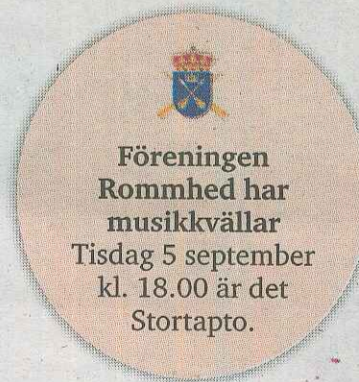 Föreningen
Rommhed har
musikkvällar
Tisdag 5 september
kl. 18.00 är det
Stortapto.